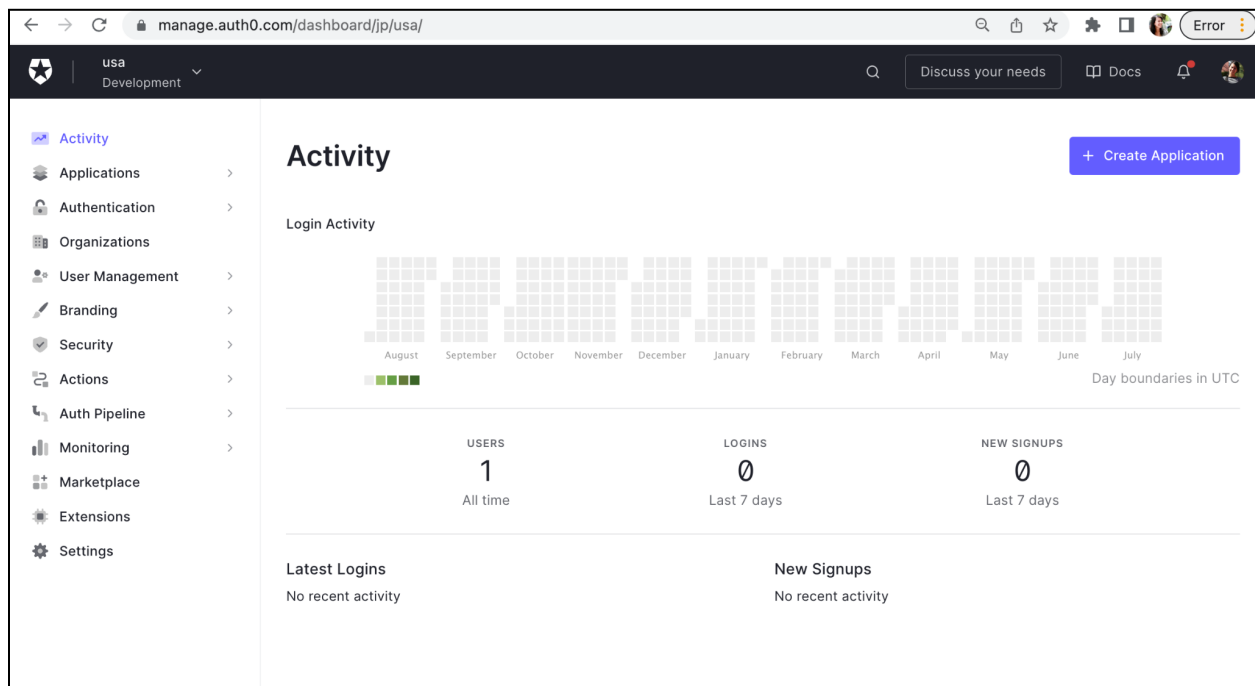 manage.auth0.com/dashboard/jp/usa/
Error
usa
Development
Discuss your needs
Docs
Activity
Applications
Authentication
Organizations
User Management
Branding
Security
Actions
Auth Pipeline
Monitoring
Marketplace
Extensions
Settings
Activity
+ Create Application
Login Activity
August September October November December January February March April May June July
Day boundaries in UTC
USERS
1
All time
LOGINS
0
Last 7 days
NEW SIGNUPS
0
Last 7 days
Latest Logins
No recent activity
New Signups
No recent activity